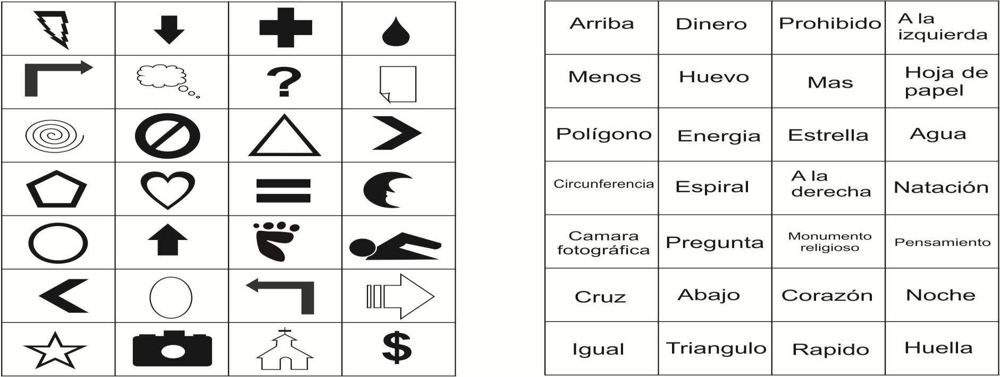 ?
$
Arriba
Dinero
Prohibido
A la
izquierda
Menos
Huevo
Mas
Hoja de
papel
Polígono
Energia
Estrella
Agua
Circunferencia
Espiral
A la
derecha
Natación
Camara
fotográfica
Pregunta
Monumento
religioso
Pensamiento
Cruz
Abajo
Corazón
Noche
Igual
Triangulo
Rapido
Huella